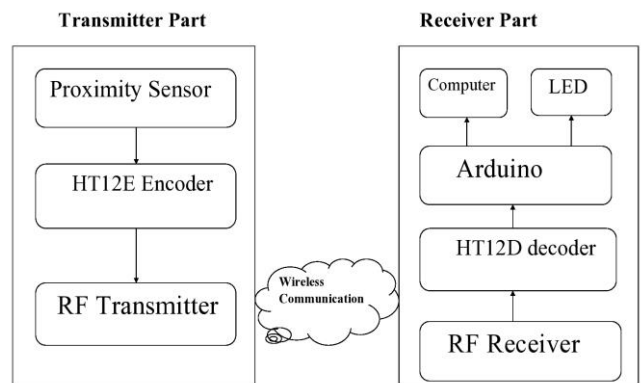 Transmitter Part
Proximity Sensor
HT12E Encoder
RF Transmitter
Wireless
Communication
Receiver Part
Computer
LED
Arduino
HT12D decoder
RF Receiver